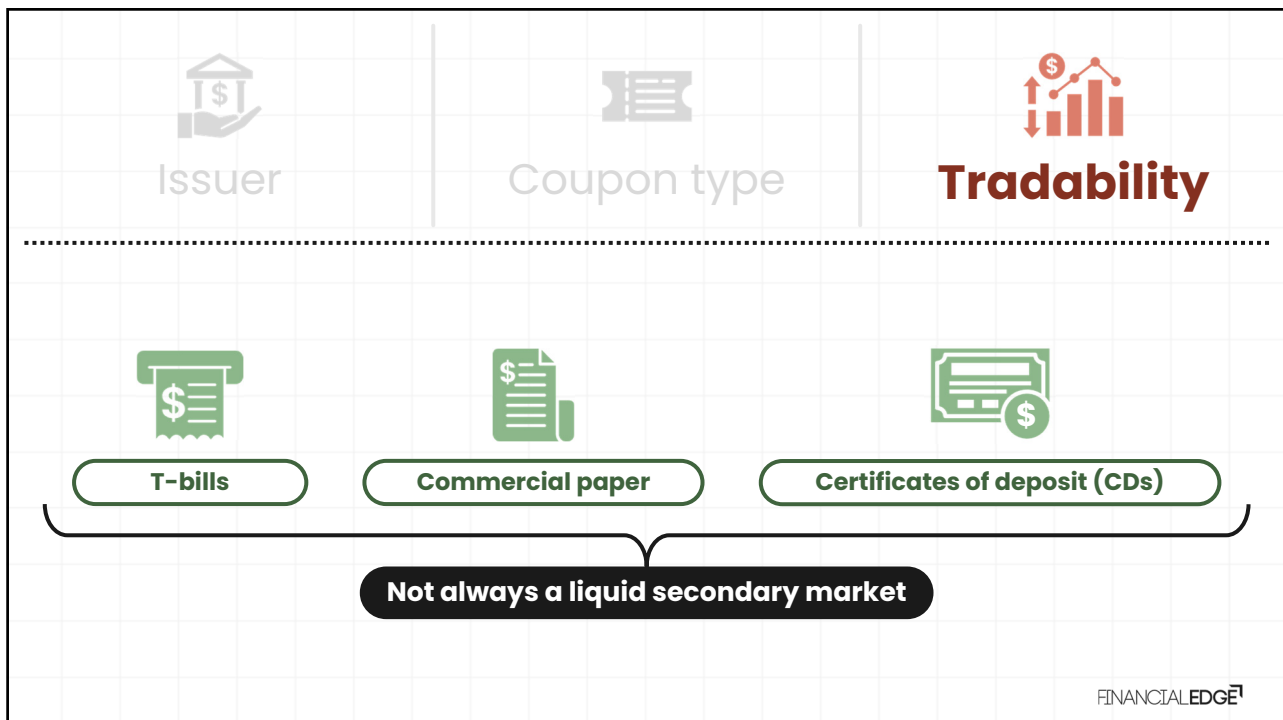 Issuer
Coupon type
Tradability
T-bills
Commercial paper
Certificates of deposit (CDs)
Not always a liquid secondary market
FINANCIALEDGE